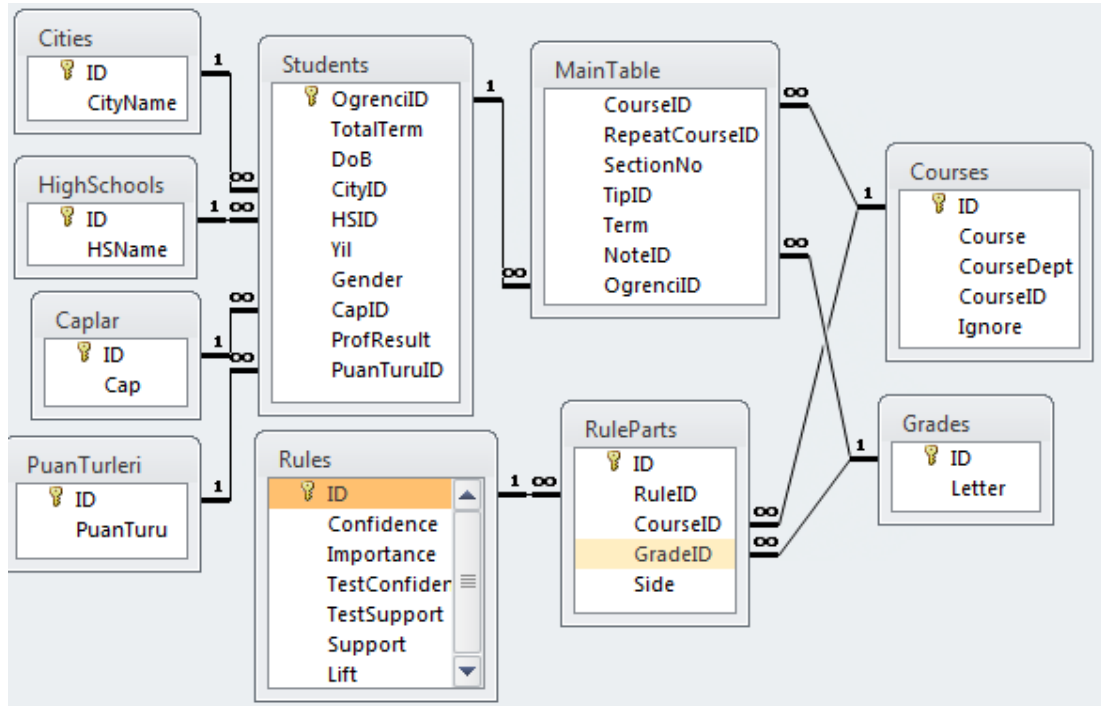 Cities
ID
CityName
HighSchools
ID
HSName
Caplar
ID
Cap
PuanTurleri
ID
PuanTuru
Students
OgrenciID
TotalTerm
DoB
CityID
HSID
Yil
Gender
CapID
ProfResult
PuanTuruID
Rules
ID
Confidence
Importance
TestConfiden
TestSupport
Support
Lift
MainTable
CourseID
RepeatCourseID
SectionNo
TipID
Term
NoteID
OgrenciID
RuleParts
ID
RuleID
CourseID
GradeID
Side
Courses
ID
Course
CourseDept
CourseID
Ignore
Grades
ID
Letter
1 ∞
1 ∞
1 ∞
1 ∞
1 ∞
1 ∞
∞ 1
∞ 1
∞
∞